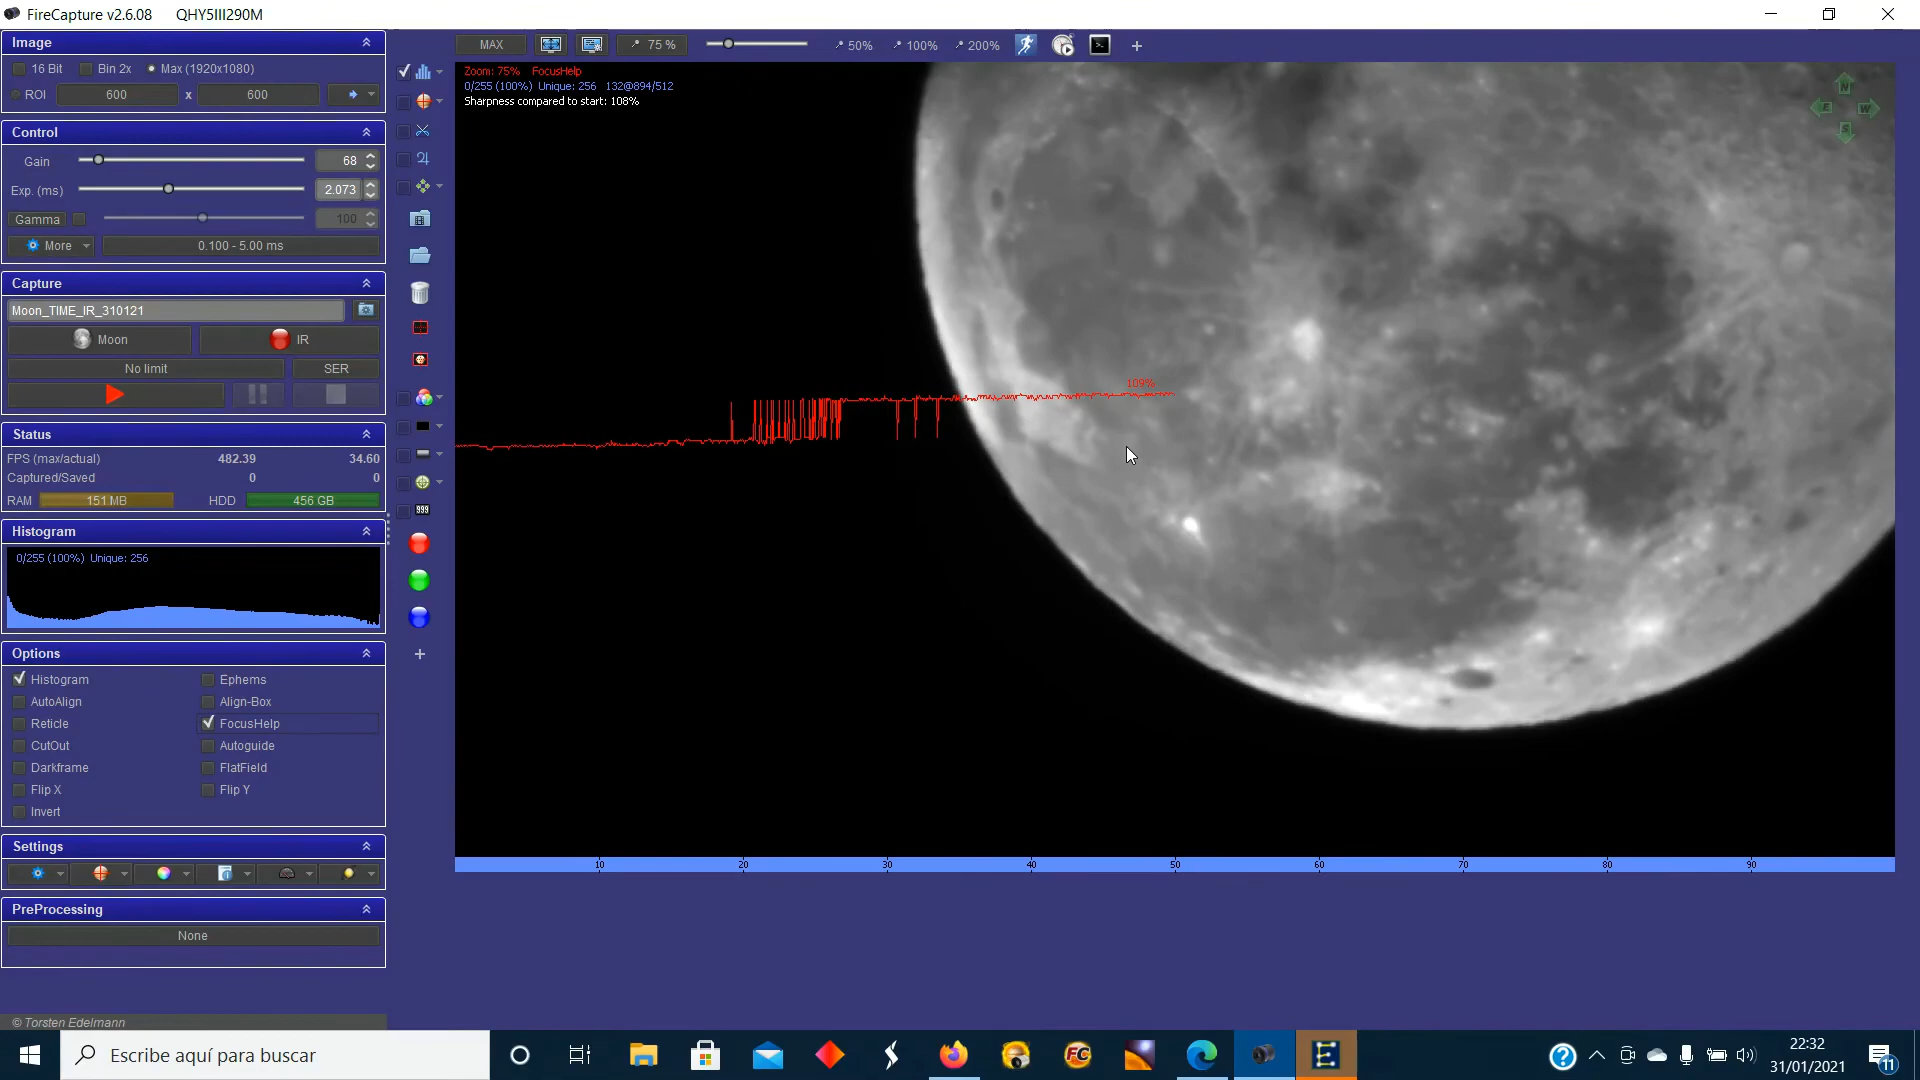 FireCapture v2.6.08 QHY5III290M
Image
16 Bit Bin 2x Max (1920x1080)
ROI 600 x 600
Control
Gain 68
Exp. (ms) 2.073
Gamma 100
More 0.100 - 5.00 ms
Capture
Moon_TIME_IR_310121
Moon IR
No limit SER
Status
FPS (max/actual) 482.39 34.60
Captured/Saved 0 0
RAM 151 MB HDD 456 GB
Histogram
0/255 (100%) Unique: 256
Options
Histogram Ephems
AutoAlign Align-Box
Reticle FocusHelp
CutOut Autoguide
Darkframe FlatField
Flip X Flip Y
Invert
Settings
PreProcessing
None
© Torsten Edelmann
999
MAX 75 % 50% 100% 200%
Zoom: 75% FocusHelp
0/255 (100%) Unique: 256 132@894/512
Sharpness compared to start: 108%
N
E W
S
109%
10 20 30 40 50 60 70 80 90
Escribe aquí para buscar
FC
E
22:32
31/01/2021
11